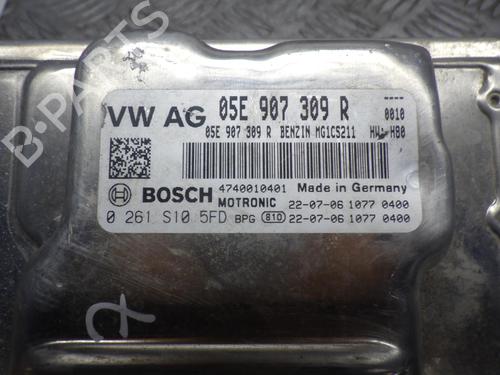 VW AG 05E 907 309 R
0010
05E 907 309 R BENZIN MG1CS211 HW: H80
BOSCH 4740010401 Made in Germany
MOTRONIC 22-07-06 1077 0400
0 261 S10 5FD BPG 810 22-07-06 1077 0400
B-PARTS